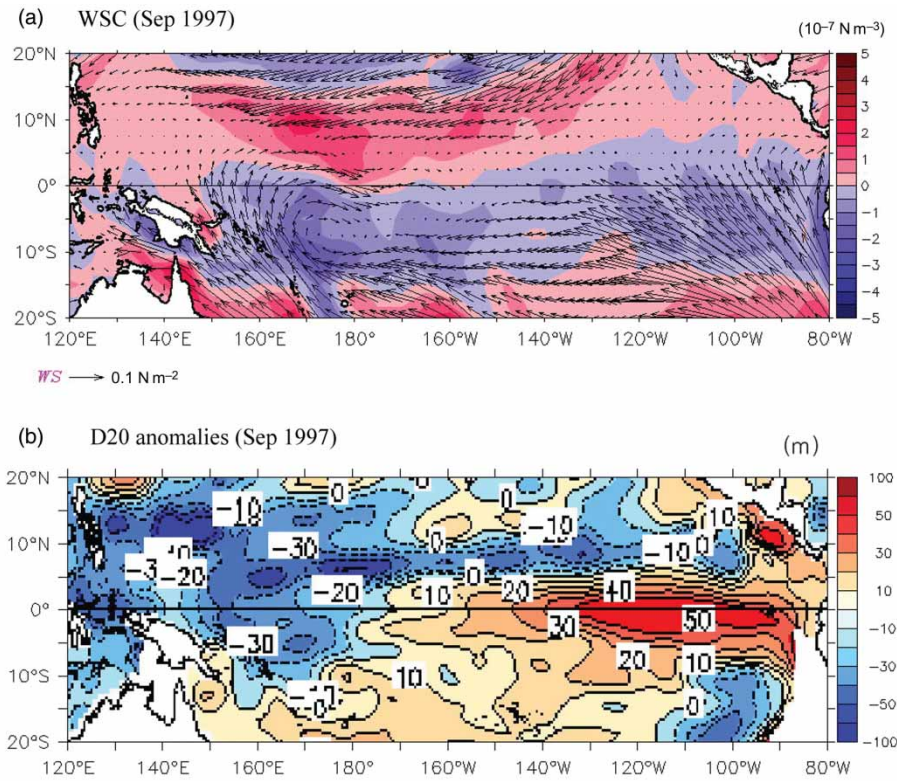 (a) WSC (Sep 1997)
(10⁻⁷ N m⁻³)
20°N
10°N
0°
10°S
20°S
120°E 140°E 160°E 180° 160°W 140°W 120°W 100°W 80°W
5
4
3
2
1
0
-1
-2
-3
-4
-5
WS 0.1 N m⁻²
(b) D20 anomalies (Sep 1997)
(m)
20°N
10°N
0°
10°S
20°S
0 0 10
-10 -10
0 -10 0
-30
-20 -20 0
10 20 40
-30 30 50
20
10 10
0 0
120°E 140°E 160°E 180° 160°W 140°W 120°W 100°W 80°W
100
50
30
10
0
-10
-30
-50
-100